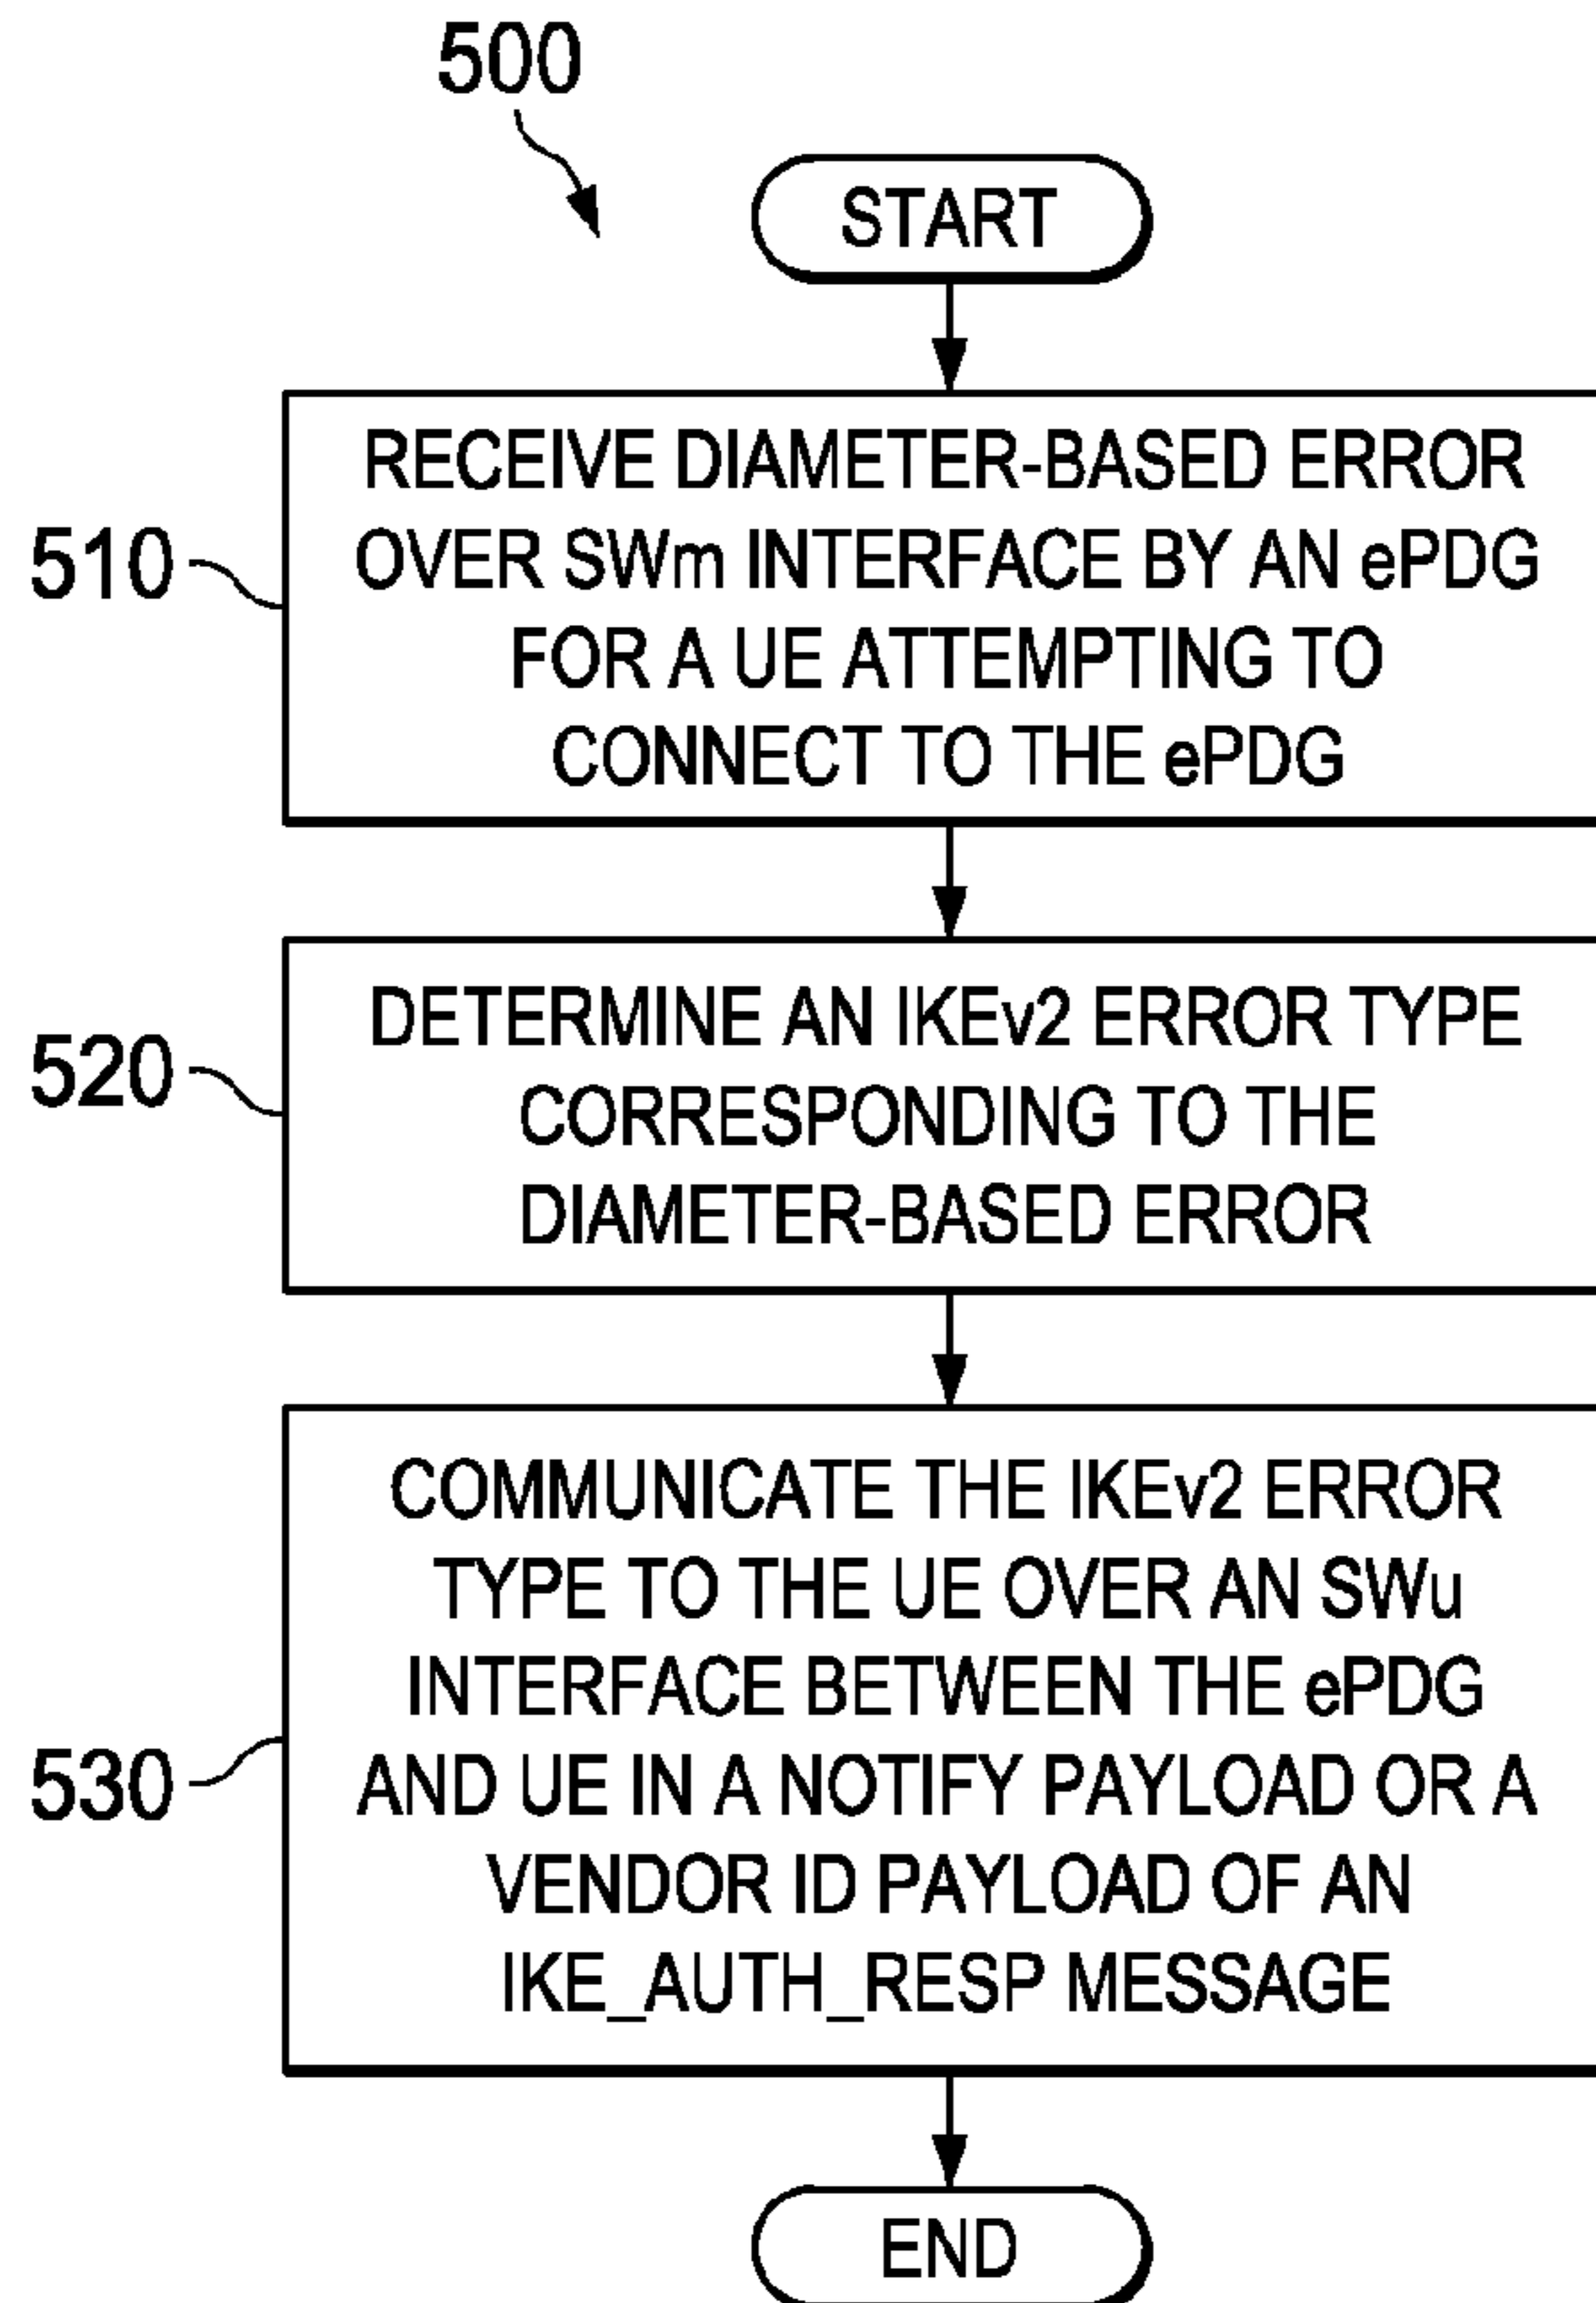 500
START
510
RECEIVE DIAMETER-BASED ERROR
OVER SWm INTERFACE BY AN ePDG
FOR A UE ATTEMPTING TO
CONNECT TO THE ePDG
520
DETERMINE AN IKEv2 ERROR TYPE
CORRESPONDING TO THE
DIAMETER-BASED ERROR
530
COMMUNICATE THE IKEv2 ERROR
TYPE TO THE UE OVER AN SWu
INTERFACE BETWEEN THE ePDG
AND UE IN A NOTIFY PAYLOAD OR A
VENDOR ID PAYLOAD OF AN
IKE_AUTH_RESP MESSAGE
END